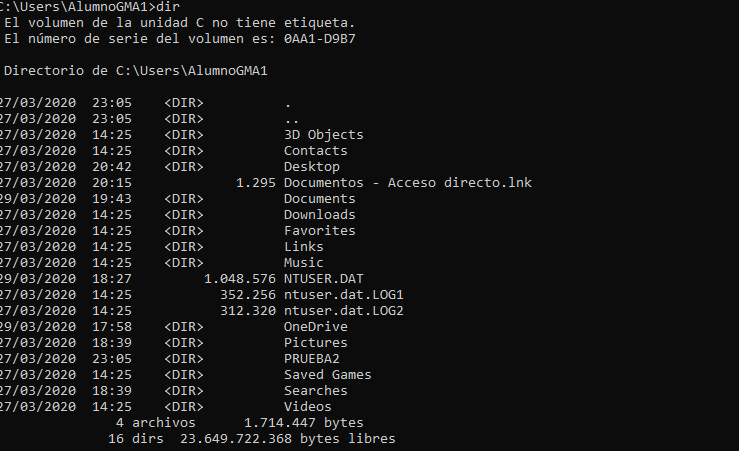 C:\Users\AlumnoGMA1>dir
El volumen de la unidad C no tiene etiqueta.
El número de serie del volumen es: 0AA1-D9B7
Directorio de C:\Users\AlumnoGMA1
27/03/2020 23:05 <DIR> .
27/03/2020 23:05 <DIR> ..
27/03/2020 14:25 <DIR> 3D Objects
27/03/2020 14:25 <DIR> Contacts
27/03/2020 20:42 <DIR> Desktop
27/03/2020 20:15 1.295 Documentos - Acceso directo.lnk
29/03/2020 19:43 <DIR> Documents
27/03/2020 14:25 <DIR> Downloads
27/03/2020 14:25 <DIR> Favorites
27/03/2020 14:25 <DIR> Links
27/03/2020 14:25 <DIR> Music
29/03/2020 18:27 1.048.576 NTUSER.DAT
27/03/2020 14:25 352.256 ntuser.dat.LOG1
27/03/2020 14:25 312.320 ntuser.dat.LOG2
29/03/2020 17:58 <DIR> OneDrive
27/03/2020 18:39 <DIR> Pictures
27/03/2020 23:05 <DIR> PRUEBA2
27/03/2020 14:25 <DIR> Saved Games
27/03/2020 18:39 <DIR> Searches
27/03/2020 14:25 <DIR> Videos
4 archivos 1.714.447 bytes
16 dirs 23.649.722.368 bytes libres